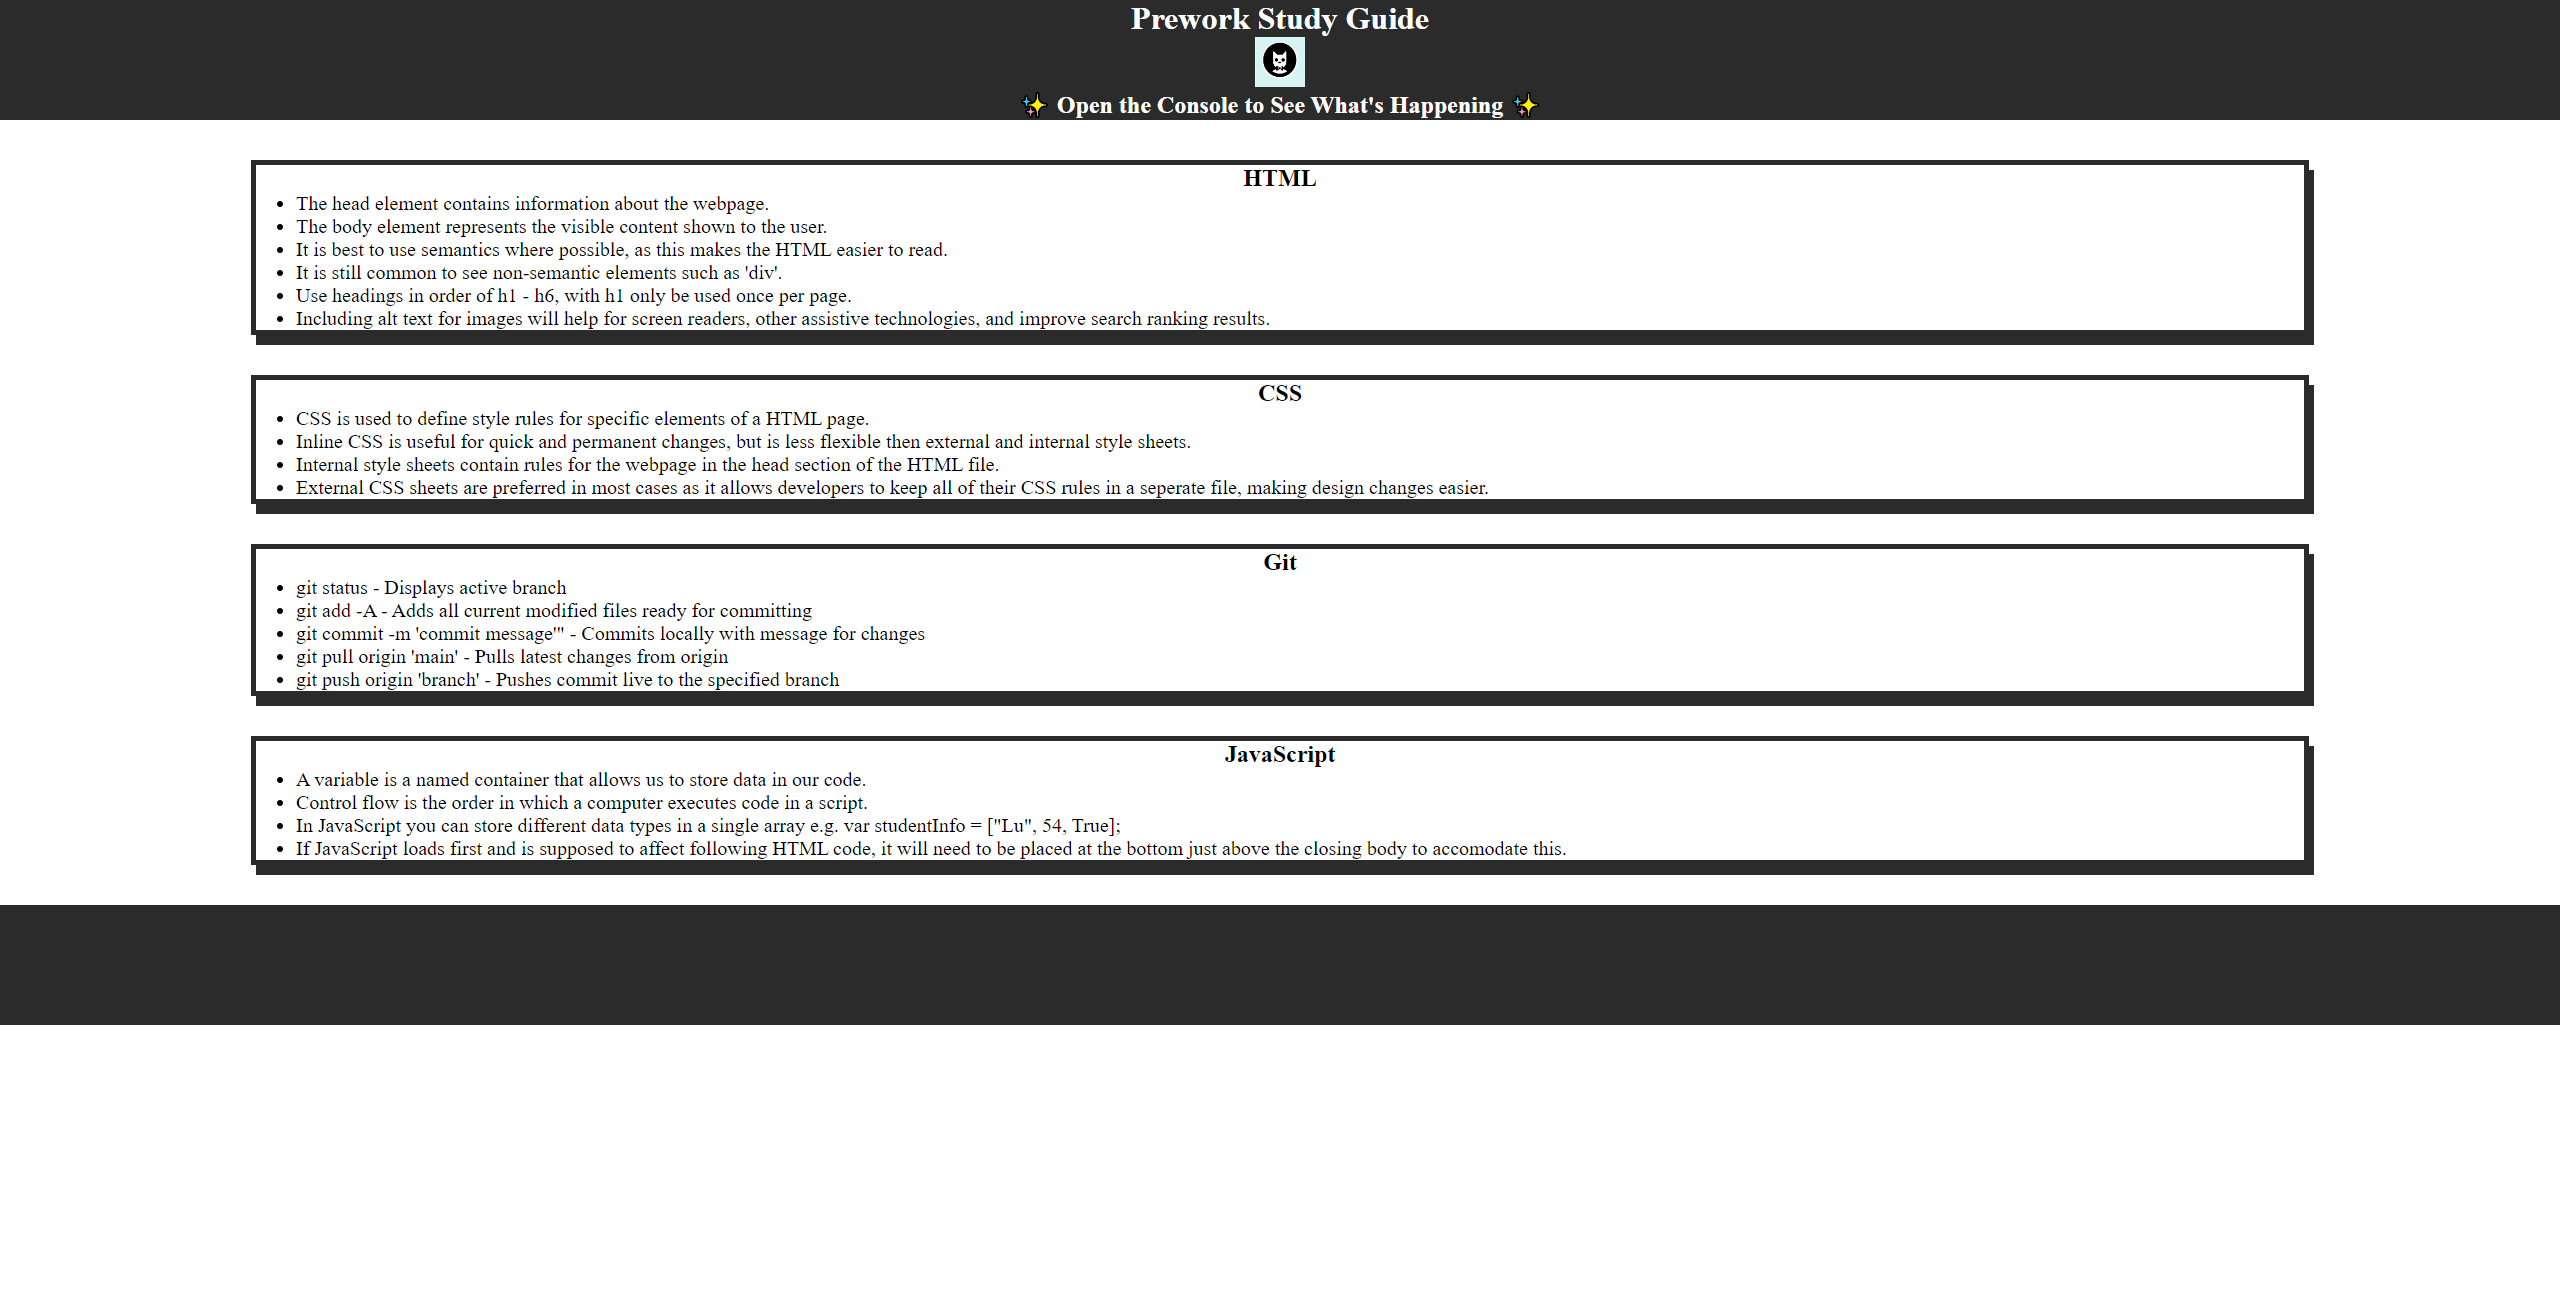 Prework Study Guide
✨ Open the Console to See What's Happening ✨
HTML
• The head element contains information about the webpage.
• The body element represents the visible content shown to the user.
• It is best to use semantics where possible, as this makes the HTML easier to read.
• It is still common to see non-semantic elements such as 'div'.
• Use headings in order of h1 - h6, with h1 only be used once per page.
• Including alt text for images will help for screen readers, other assistive technologies, and improve search ranking results.
CSS
• CSS is used to define style rules for specific elements of a HTML page.
• Inline CSS is useful for quick and permanent changes, but is less flexible then external and internal style sheets.
• Internal style sheets contain rules for the webpage in the head section of the HTML file.
• External CSS sheets are preferred in most cases as it allows developers to keep all of their CSS rules in a seperate file, making design changes easier.
Git
• git status - Displays active branch
• git add -A - Adds all current modified files ready for committing
• git commit -m 'commit message'" - Commits locally with message for changes
• git pull origin 'main' - Pulls latest changes from origin
• git push origin 'branch' - Pushes commit live to the specified branch
JavaScript
• A variable is a named container that allows us to store data in our code.
• Control flow is the order in which a computer executes code in a script.
• In JavaScript you can store different data types in a single array e.g. var studentInfo = ["Lu", 54, True];
• If JavaScript loads first and is supposed to affect following HTML code, it will need to be placed at the bottom just above the closing body to accomodate this.